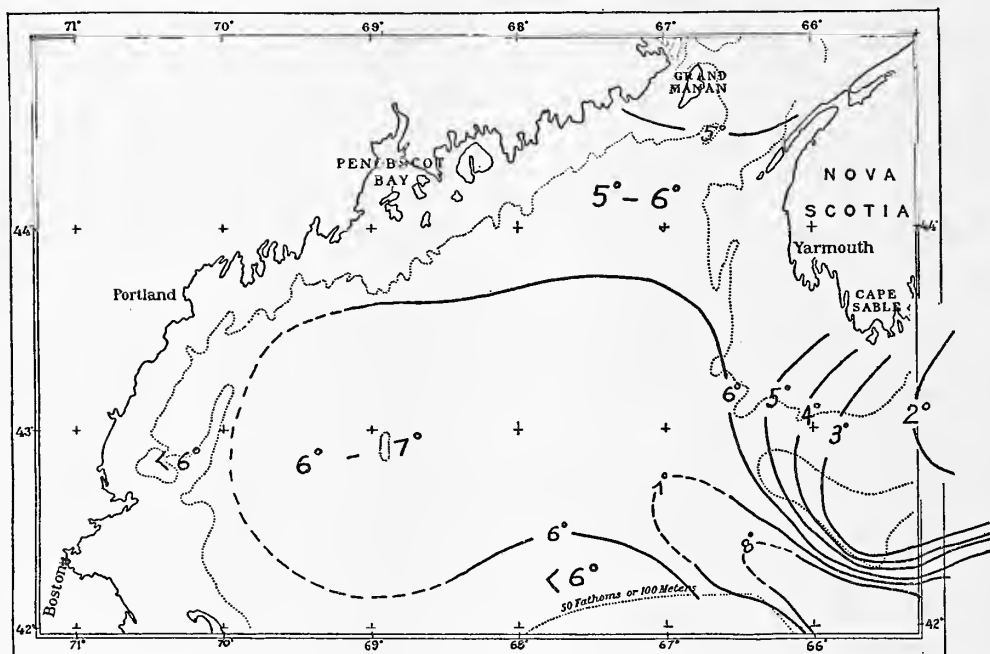 71° 70° 69° 68° 67° 66°
GRAND
MANAN
5°
PENOBSCOT
BAY
5° – 6°
NOVA
SCOTIA
44° 44°
Yarmouth
Portland
CAPE
SABLE
6° 5° 4° 3° 2°
43°
< 6°
6° – 7°
7°
6°
8°
< 6°
50 Fathoms or 100 Meters
Boston
42° 42°
71° 70° 69° 68° 67° 66°